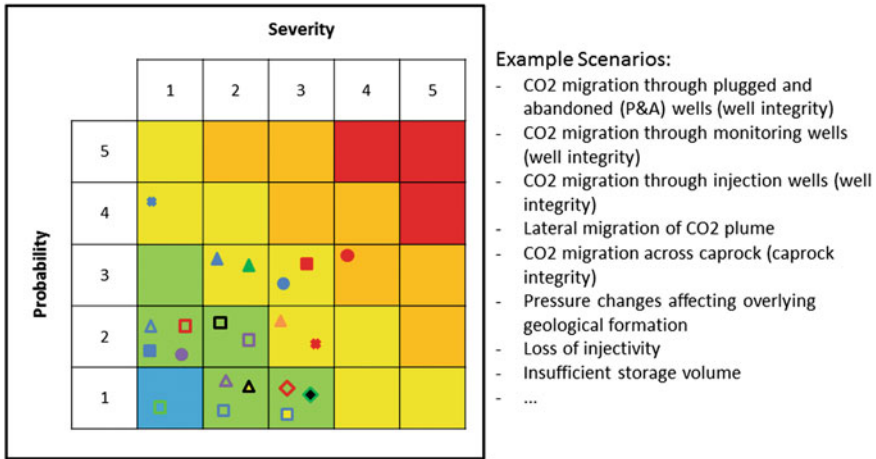 Severity
1 2 3 4 5
5
4
3
2
1
Probability
Example Scenarios:
- CO2 migration through plugged and
abandoned (P&A) wells (well integrity)
- CO2 migration through monitoring wells
(well integrity)
- CO2 migration through injection wells (well
integrity)
- Lateral migration of CO2 plume
- CO2 migration across caprock (caprock
integrity)
- Pressure changes affecting overlying
geological formation
- Loss of injectivity
- Insufficient storage volume
- ...